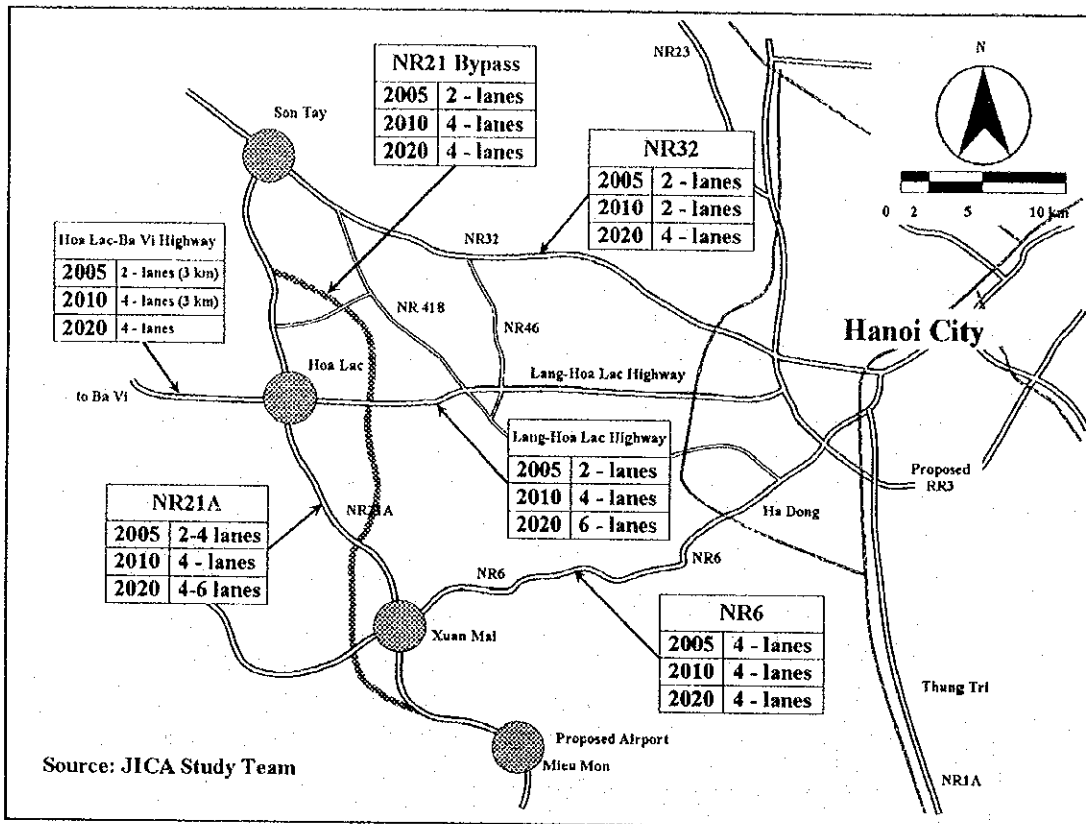 NR21 Bypass
2005 2 - lanes
2010 4 - lanes
2020 4 - lanes
NR23
N
Son Tay
NR32
2005 2 - lanes
2010 2 - lanes
2020 4 - lanes
0 2 5 10 km
Hoa Lac-Ba Vi Highway
2005 2 - lanes (3 km)
2010 4 - lanes (3 km)
2020 4 - lanes
NR32
NR 41B
NR46
Hanoi City
Hoa Lac
Lang-Hoa Lac Highway
to Ba Vi
Lang-Hoa Lac Highway
2005 2 - lanes
2010 4 - lanes
2020 6 - lanes
Proposed
RR3
NR21A
2005 2-4 lanes
2010 4 - lanes
2020 4-6 lanes
NR21A
Ha Dong
NR6
NR6
Xuan Mai
NR6
2005 4 - lanes
2010 4 - lanes
2020 4 - lanes
Thung Tri
Proposed Airport
Mieu Mon
Source: JICA Study Team
NR1A